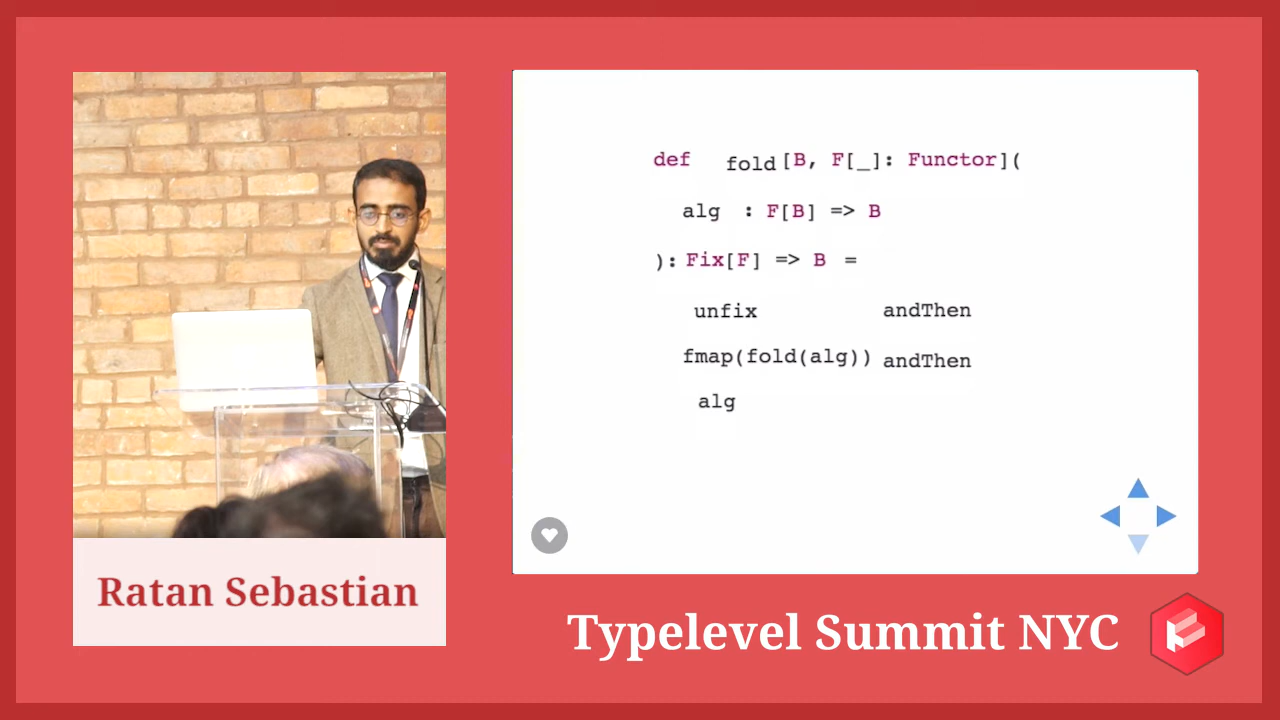 def fold[B, F[_]: Functor](
alg : F[B] => B
): Fix[F] => B =
unfix andThen
fmap(fold(alg)) andThen
alg
Ratan Sebastian
Typelevel Summit NYC